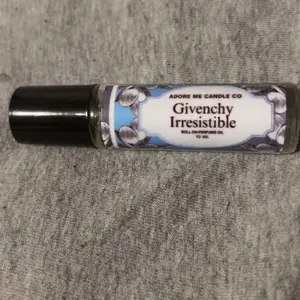 ADORE ME CANDLE CO
Givenchy
Irresistible
ROLL ON PERFUME OIL
10 ML